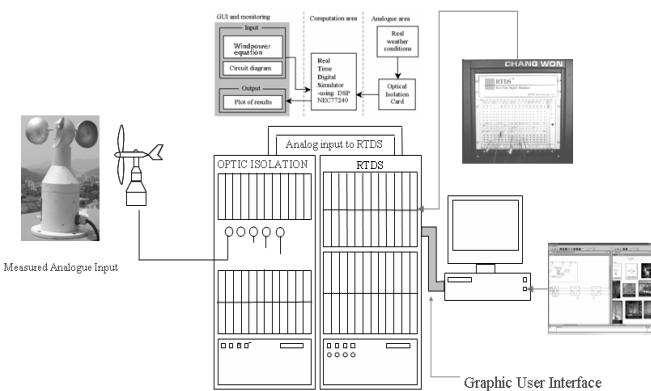 GUI and monitoring
Computation area
Analogue area
Input
Windpower
equation
Circuit diagram
Output
Plot of results
Real
Time
Digital
Simulator
-using DSP
NEC77240
Real
weather
conditions
Optical
Isolation
Card
CHANG WON
RTDS
Analog input to RTDS
OPTIC ISOLATION
RTDS
Measured Analogue Input
Graphic User Interface